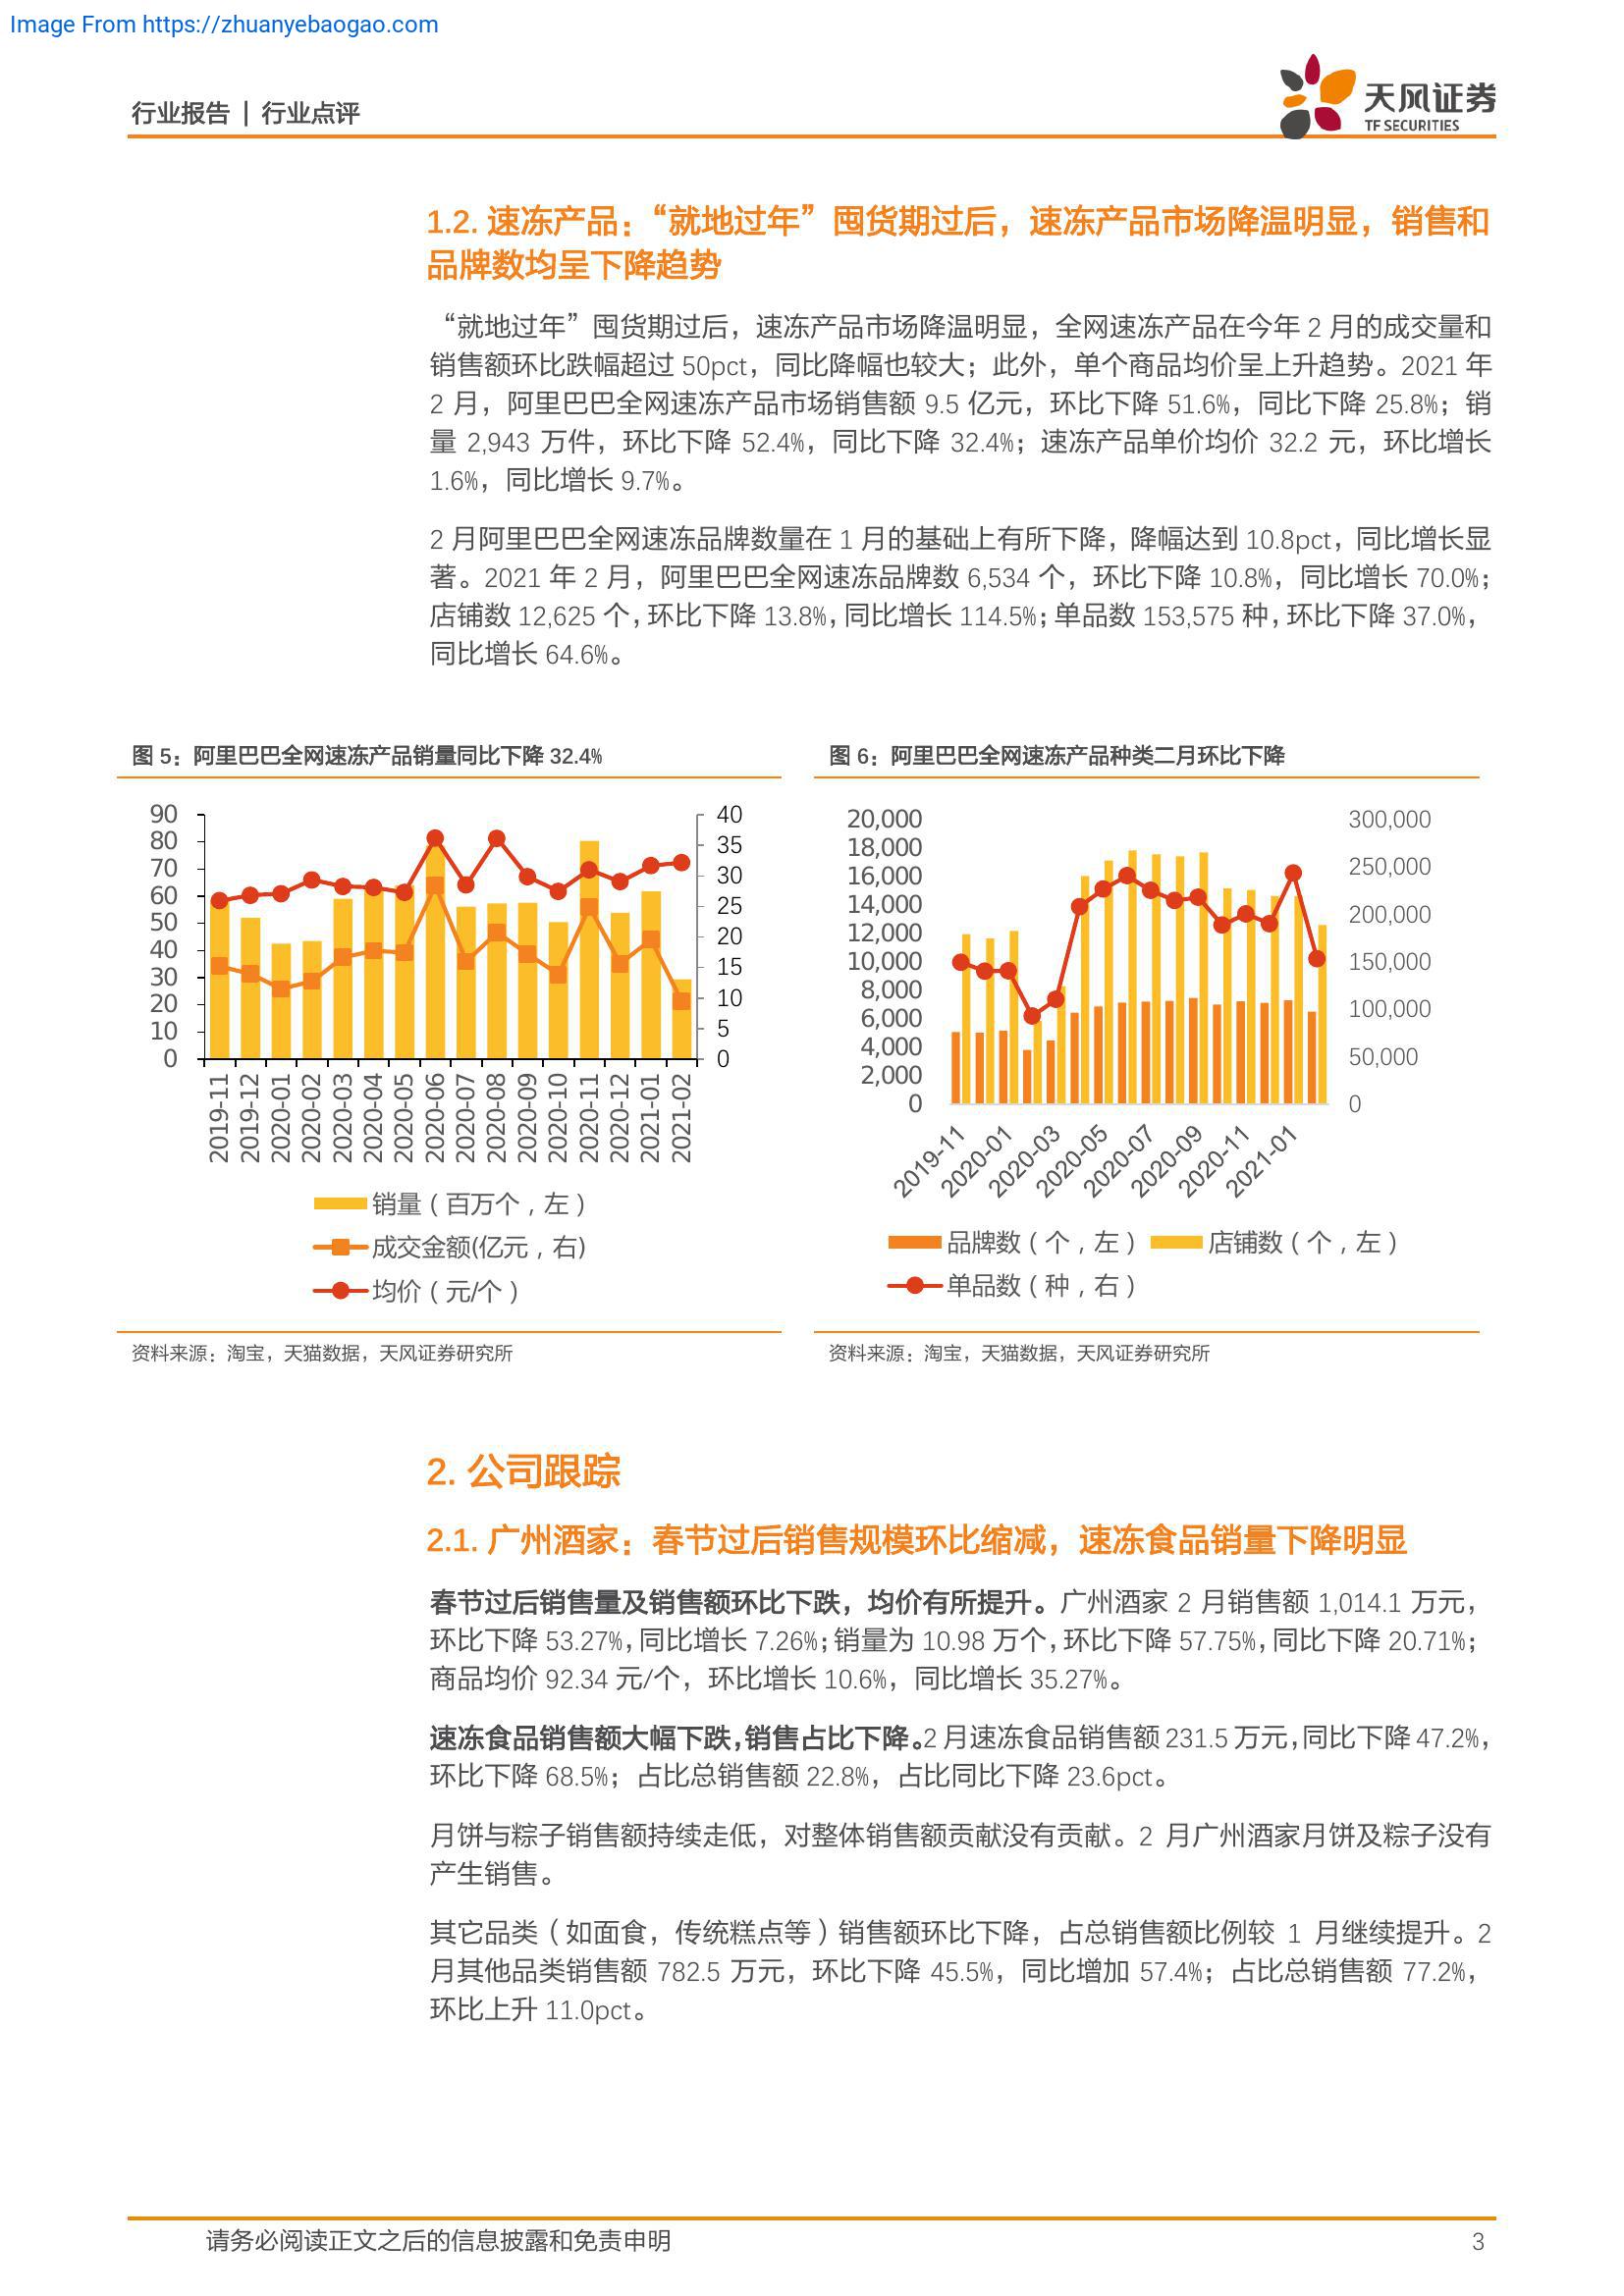 Image From https://zhuanyebaogao.com
行业报告 | 行业点评
天风证券
TF SECURITIES
1.2. 速冻产品：“就地过年”囤货期过后，速冻产品市场降温明显，销售和
品牌数均呈下降趋势
“就地过年”囤货期过后，速冻产品市场降温明显，全网速冻产品在今年 2 月的成交量和
销售额环比跌幅超过 50pct，同比降幅也较大；此外，单个商品均价呈上升趋势。2021 年
2 月，阿里巴巴全网速冻产品市场销售额 9.5 亿元，环比下降 51.6%，同比下降 25.8%；销
量 2,943 万件，环比下降 52.4%，同比下降 32.4%；速冻产品单价均价 32.2 元，环比增长
1.6%，同比增长 9.7%。
2 月阿里巴巴全网速冻品牌数量在 1 月的基础上有所下降，降幅达到 10.8pct，同比增长显
著。2021 年 2 月，阿里巴巴全网速冻品牌数 6,534 个，环比下降 10.8%，同比增长 70.0%；
店铺数 12,625 个，环比下降 13.8%，同比增长 114.5%；单品数 153,575 种，环比下降 37.0%，
同比增长 64.6%。
图 5：阿里巴巴全网速冻产品销量同比下降 32.4%
90
80
70
60
50
40
30
20
10
0
40
35
30
25
20
15
10
5
0
2019-11
2019-12
2020-01
2020-02
2020-03
2020-04
2020-05
2020-06
2020-07
2020-08
2020-09
2020-10
2020-11
2020-12
2021-01
2021-02
销量（百万个，左）
成交金额(亿元，右)
均价（元/个）
资料来源：淘宝，天猫数据，天风证券研究所
图 6：阿里巴巴全网速冻产品种类二月环比下降
20,000
18,000
16,000
14,000
12,000
10,000
8,000
6,000
4,000
2,000
0
300,000
250,000
200,000
150,000
100,000
50,000
0
2019-11
2020-01
2020-03
2020-05
2020-07
2020-09
2020-11
2021-01
品牌数（个，左）
店铺数（个，左）
单品数（种，右）
资料来源：淘宝，天猫数据，天风证券研究所
2. 公司跟踪
2.1. 广州酒家：春节过后销售规模环比缩减，速冻食品销量下降明显
春节过后销售量及销售额环比下跌，均价有所提升。广州酒家 2 月销售额 1,014.1 万元，
环比下降 53.27%，同比增长 7.26%；销量为 10.98 万个，环比下降 57.75%，同比下降 20.71%；
商品均价 92.34 元/个，环比增长 10.6%，同比增长 35.27%。
速冻食品销售额大幅下跌，销售占比下降。2 月速冻食品销售额 231.5 万元，同比下降 47.2%，
环比下降 68.5%；占比总销售额 22.8%，占比同比下降 23.6pct。
月饼与粽子销售额持续走低，对整体销售额贡献没有贡献。2 月广州酒家月饼及粽子没有
产生销售。
其它品类（如面食，传统糕点等）销售额环比下降，占总销售额比例较 1 月继续提升。2
月其他品类销售额 782.5 万元，环比下降 45.5%，同比增加 57.4%；占比总销售额 77.2%，
环比上升 11.0pct。
请务必阅读正文之后的信息披露和免责申明
3